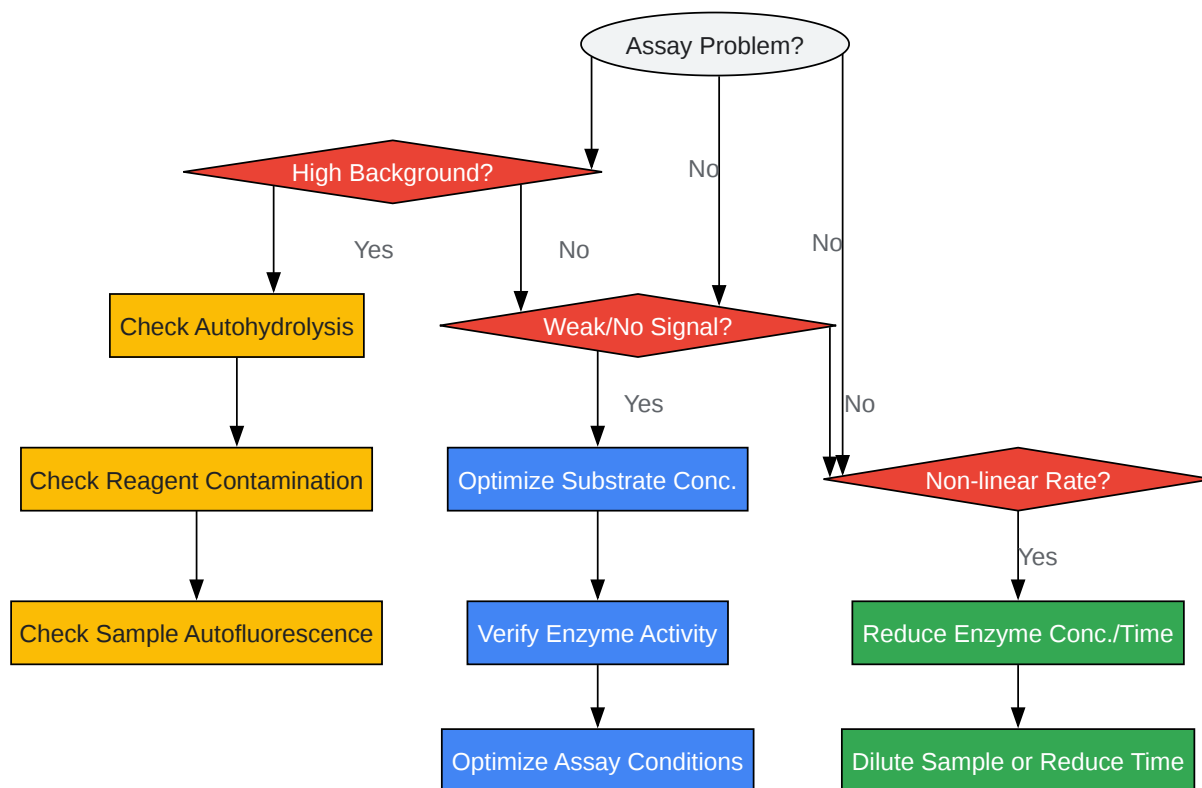 Assay Problem?
High Background?
No
Yes
No
No
Check Autohydrolysis
Weak/No Signal?
Yes
No
Check Reagent Contamination
Optimize Substrate Conc.
Non-linear Rate?
Yes
Check Sample Autofluorescence
Verify Enzyme Activity
Reduce Enzyme Conc./Time
Optimize Assay Conditions
Dilute Sample or Reduce Time